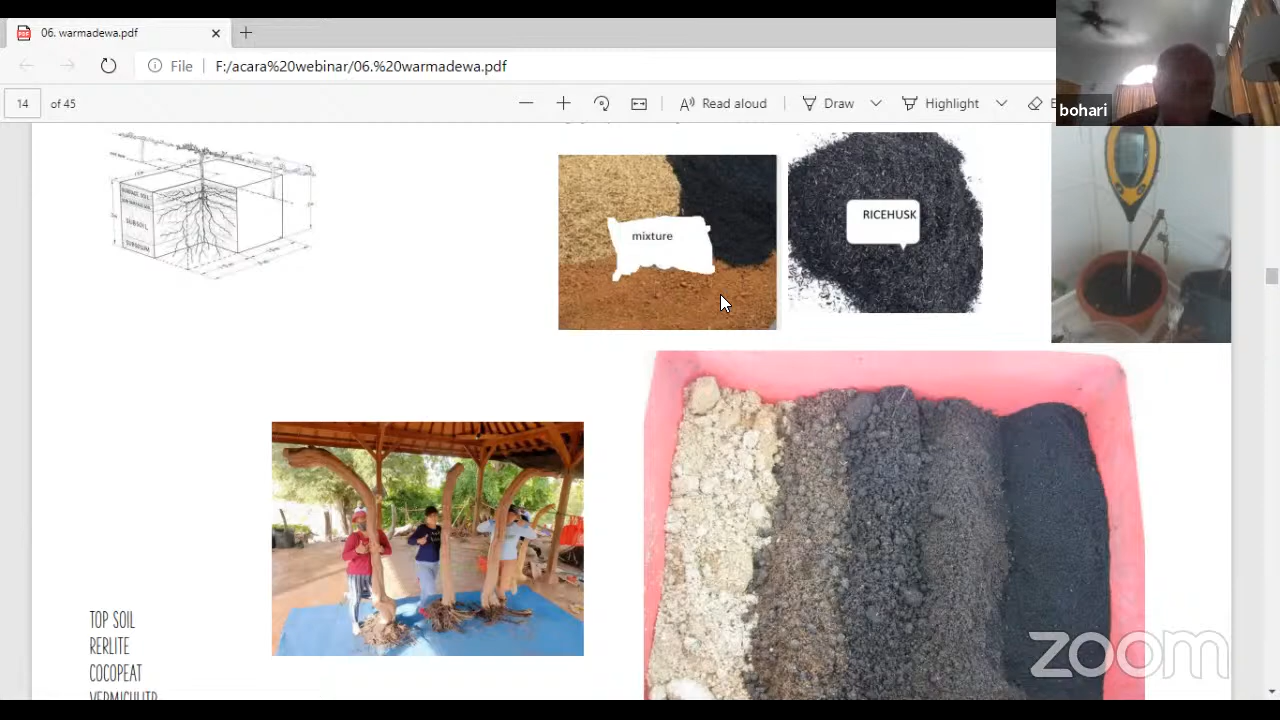 06. warmadewa.pdf
File
F:/acara%20webinar/06.%20warmadewa.pdf
14 of 45
Read aloud
Draw
Highlight
bohari
SUBSOIL
mixture
RICEHUSK
TOP SOIL
RERLITE
COCOPEAT
zoom